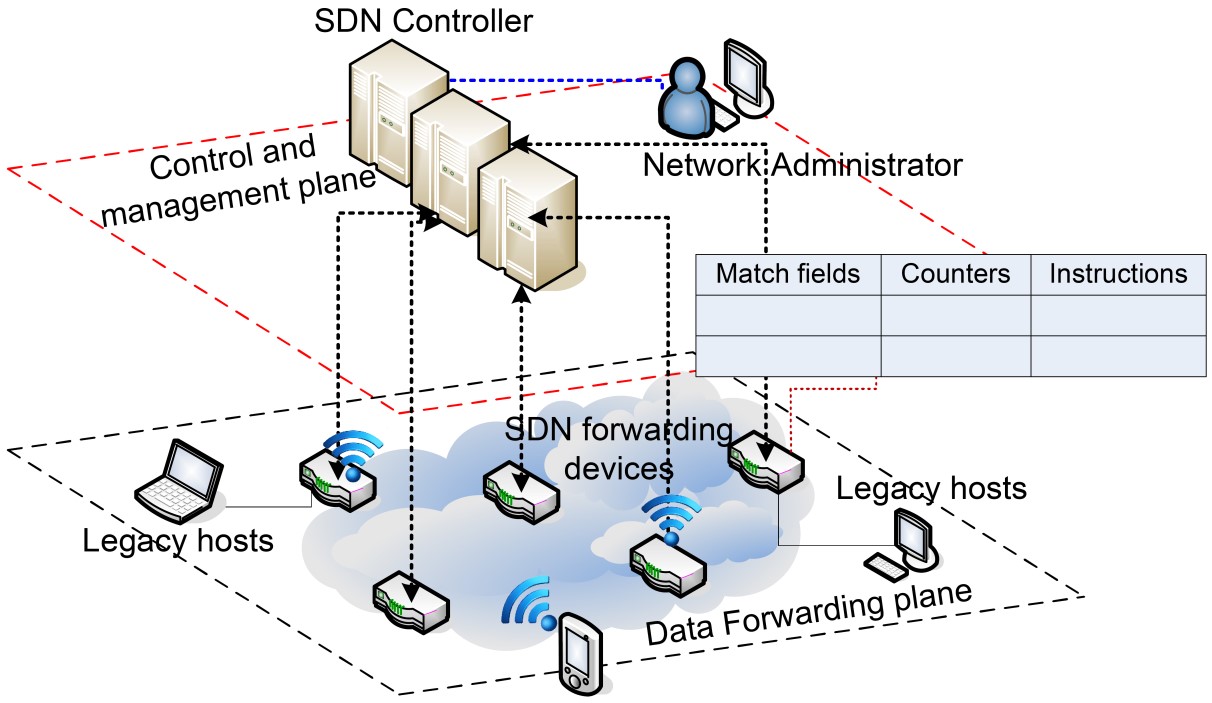 SDN Controller
Control and
management plane
Network Administrator
Match fields
Counters
Instructions
SDN forwarding
devices
Legacy hosts
Legacy hosts
Data Forwarding plane